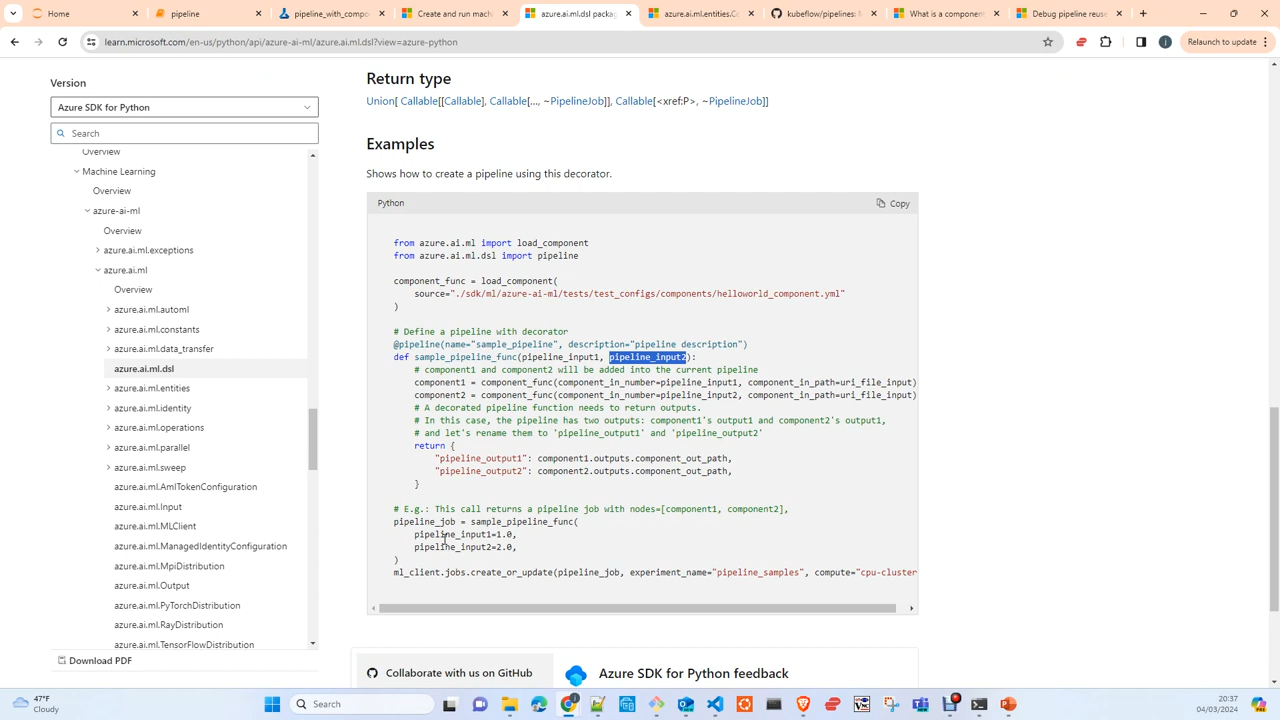 Home
pipeline
pipeline_with_compo
Create and run machi
azure.ai.ml.dsl packag
azure.ai.ml.entities.Co
kubeflow/pipelines: M
What is a componen
Debug pipeline reuse
learn.microsoft.com/en-us/python/api/azure-ai-ml/azure.ai.ml.dsl?view=azure-python
Relaunch to update
Version
Azure SDK for Python
Search
Overview
Machine Learning
Overview
azure-ai-ml
Overview
azure.ai.ml.exceptions
azure.ai.ml
Overview
azure.ai.ml.automl
azure.ai.ml.constants
azure.ai.ml.data_transfer
azure.ai.ml.dsl
azure.ai.ml.entities
azure.ai.ml.identity
azure.ai.ml.operations
azure.ai.ml.parallel
azure.ai.ml.sweep
azure.ai.ml.AmlTokenConfiguration
azure.ai.ml.Input
azure.ai.ml.MLClient
azure.ai.ml.ManagedIdentityConfiguration
azure.ai.ml.MpiDistribution
azure.ai.ml.Output
azure.ai.ml.PyTorchDistribution
azure.ai.ml.RayDistribution
azure.ai.ml.TensorFlowDistribution
Download PDF
Return type
Union[ Callable[[Callable], Callable[..., ~PipelineJob]], Callable[<xref:P>, ~PipelineJob]]
Examples
Shows how to create a pipeline using this decorator.
Python
Copy
from azure.ai.ml import load_component
from azure.ai.ml.dsl import pipeline
component_func = load_component(
source="./sdk/ml/azure-ai-ml/tests/test_configs/components/helloworld_component.yml"
)
# Define a pipeline with decorator
@pipeline(name="sample_pipeline", description="pipeline description")
def sample_pipeline_func(pipeline_input1, pipeline_input2):
# component1 and component2 will be added into the current pipeline
component1 = component_func(component_in_number=pipeline_input1, component_in_path=uri_file_input)
component2 = component_func(component_in_number=pipeline_input2, component_in_path=uri_file_input)
# A decorated pipeline function needs to return outputs.
# In this case, the pipeline has two outputs: component1's output1 and component2's output1,
# and let's rename them to 'pipeline_output1' and 'pipeline_output2'
return {
"pipeline_output1": component1.outputs.component_out_path,
"pipeline_output2": component2.outputs.component_out_path,
}
# E.g.: This call returns a pipeline job with nodes=[component1, component2],
pipeline_job = sample_pipeline_func(
pipeline_input1=1.0,
pipeline_input2=2.0,
)
ml_client.jobs.create_or_update(pipeline_job, experiment_name="pipeline_samples", compute="cpu-cluster
Collaborate with us on GitHub
Azure SDK for Python feedback
47°F
Cloudy
Search
20:37
04/03/2024